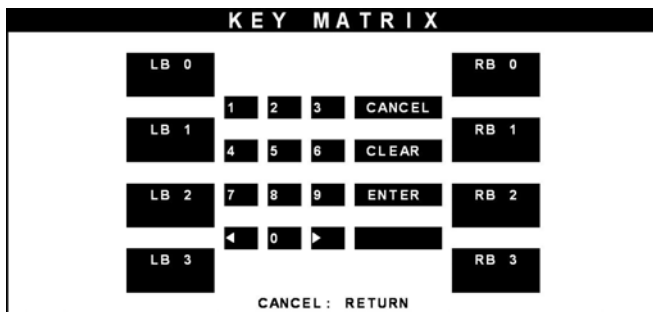 KEY MATRIX
LB 0 RB 0
1 2 3 CANCEL
LB 1 RB 1
4 5 6 CLEAR
LB 2 7 8 9 ENTER RB 2
◀ 0 ▶
LB 3 RB 3
CANCEL: RETURN